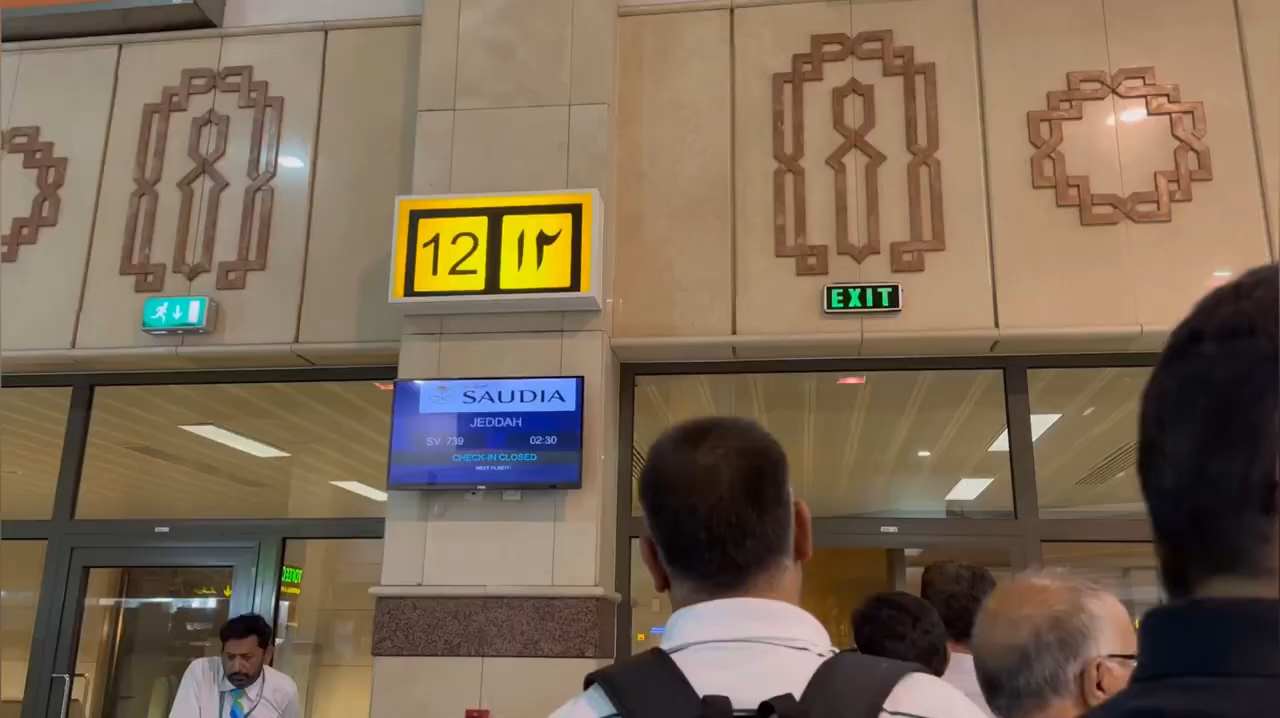 12 ١٢
EXIT
SAUDIA
JEDDAH
SV 739 02:30
CHECK-IN CLOSED
NEXT FLIGHT: